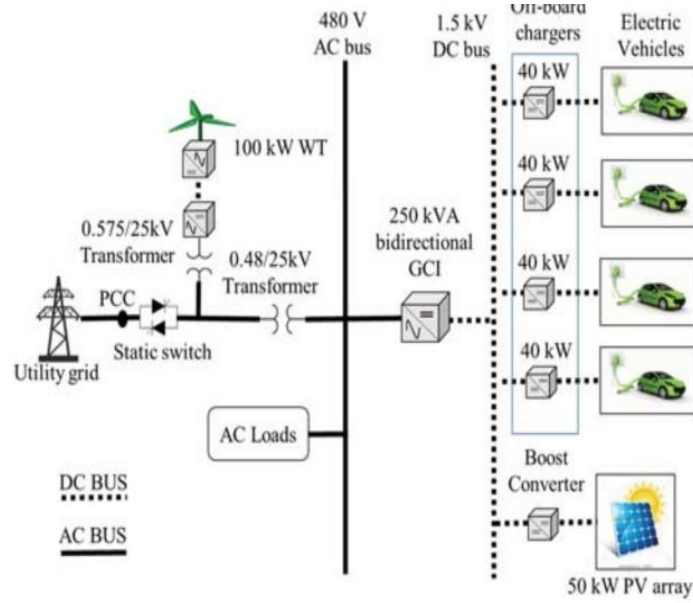 480 V
AC bus
1.5 kV
DC bus
Off-board
chargers
Electric
Vehicles
40 kW
100 kW WT
40 kW
0.575/25kV
Transformer
250 kVA
bidirectional
GCI
0.48/25kV
Transformer
40 kW
PCC
Static switch
Utility grid
40 kW
AC Loads
Boost
Converter
DC BUS
AC BUS
50 kW PV array